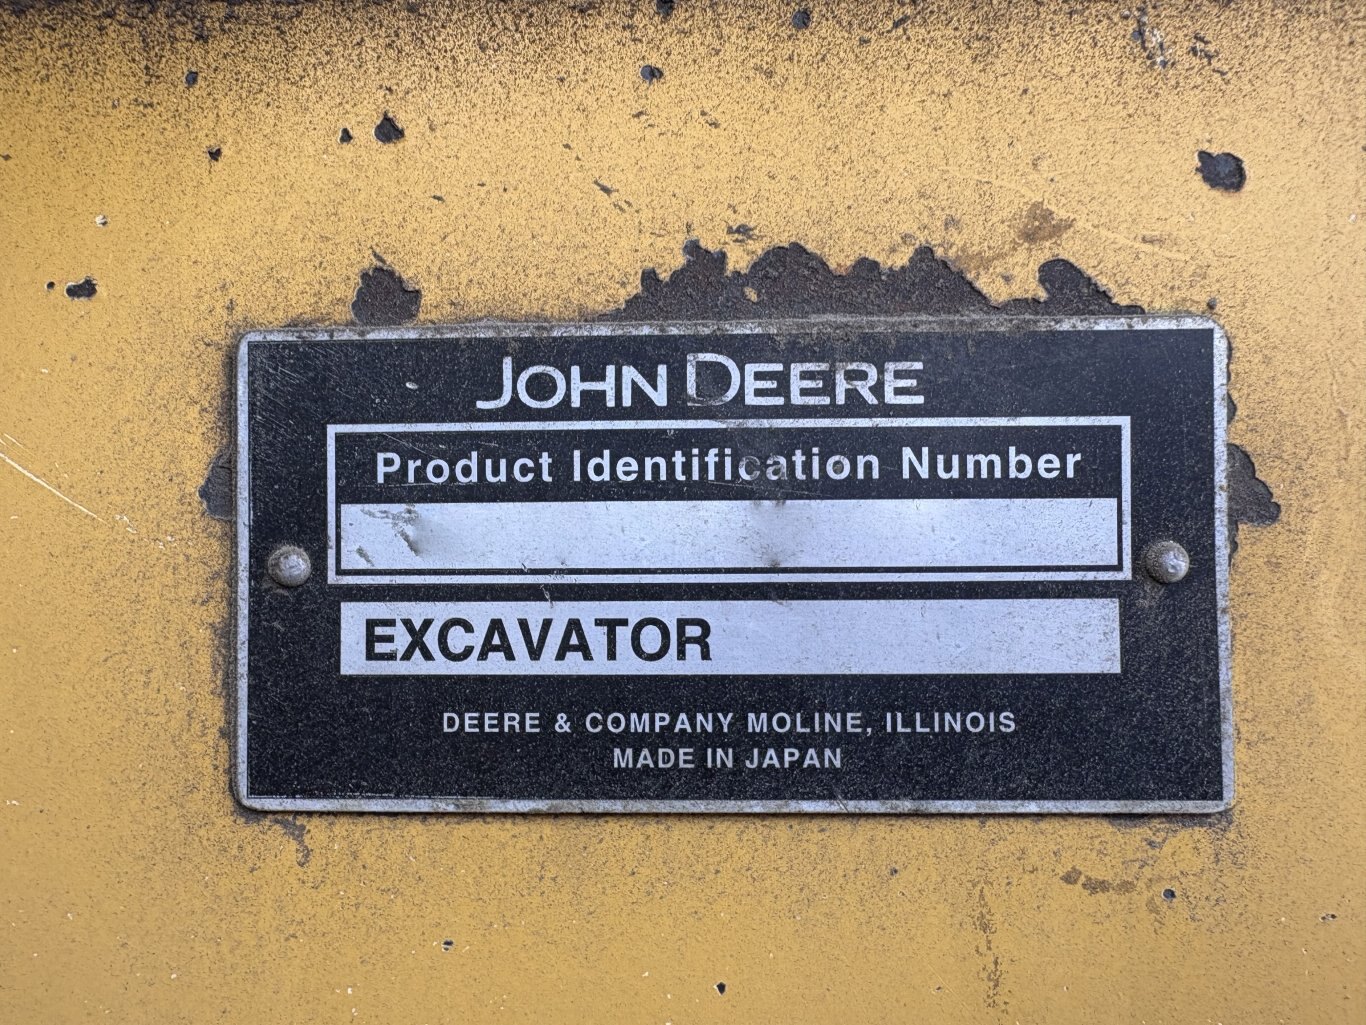 JOHN DEERE
Product Identification Number
EXCAVATOR
DEERE & COMPANY MOLINE, ILLINOIS
MADE IN JAPAN